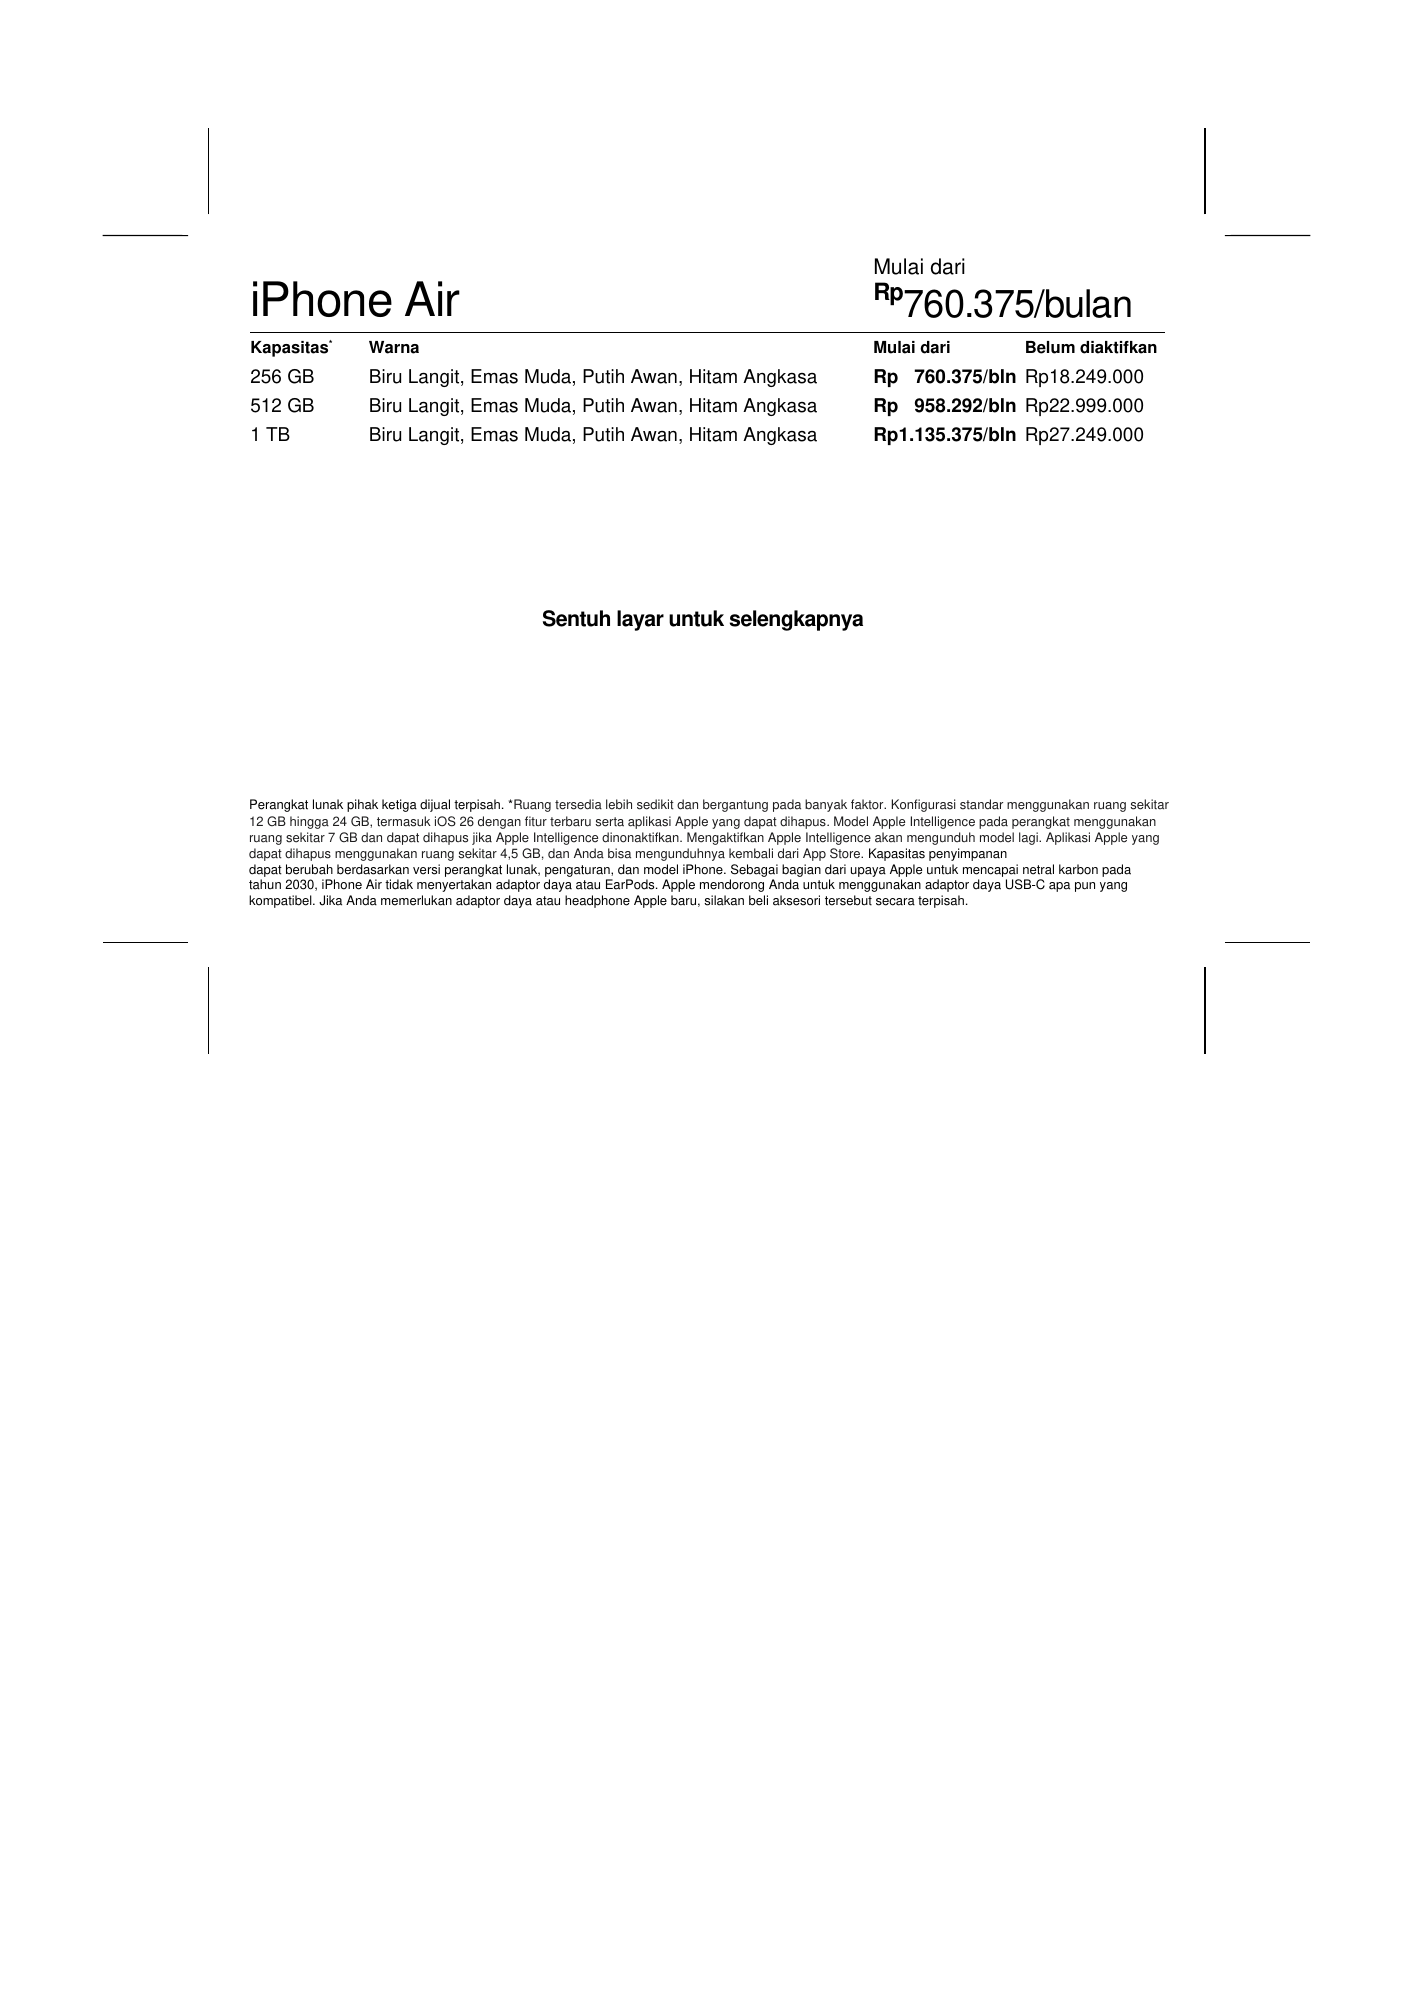 Mulai dari
iPhone Air Rp760.375/bulan
Kapasitas* Warna Mulai dari Belum diaktifkan
256 GB Biru Langit, Emas Muda, Putih Awan, Hitam Angkasa Rp 760.375/bln Rp18.249.000
512 GB Biru Langit, Emas Muda, Putih Awan, Hitam Angkasa Rp 958.292/bln Rp22.999.000
1 TB Biru Langit, Emas Muda, Putih Awan, Hitam Angkasa Rp1.135.375/bln Rp27.249.000
Sentuh layar untuk selengkapnya
Perangkat lunak pihak ketiga dijual terpisah. *Ruang tersedia lebih sedikit dan bergantung pada banyak faktor. Konfigurasi standar menggunakan ruang sekitar
12 GB hingga 24 GB, termasuk iOS 26 dengan fitur terbaru serta aplikasi Apple yang dapat dihapus. Model Apple Intelligence pada perangkat menggunakan
ruang sekitar 7 GB dan dapat dihapus jika Apple Intelligence dinonaktifkan. Mengaktifkan Apple Intelligence akan mengunduh model lagi. Aplikasi Apple yang
dapat dihapus menggunakan ruang sekitar 4,5 GB, dan Anda bisa mengunduhnya kembali dari App Store. Kapasitas penyimpanan
dapat berubah berdasarkan versi perangkat lunak, pengaturan, dan model iPhone. Sebagai bagian dari upaya Apple untuk mencapai netral karbon pada
tahun 2030, iPhone Air tidak menyertakan adaptor daya atau EarPods. Apple mendorong Anda untuk menggunakan adaptor daya USB-C apa pun yang
kompatibel. Jika Anda memerlukan adaptor daya atau headphone Apple baru, silakan beli aksesori tersebut secara terpisah.